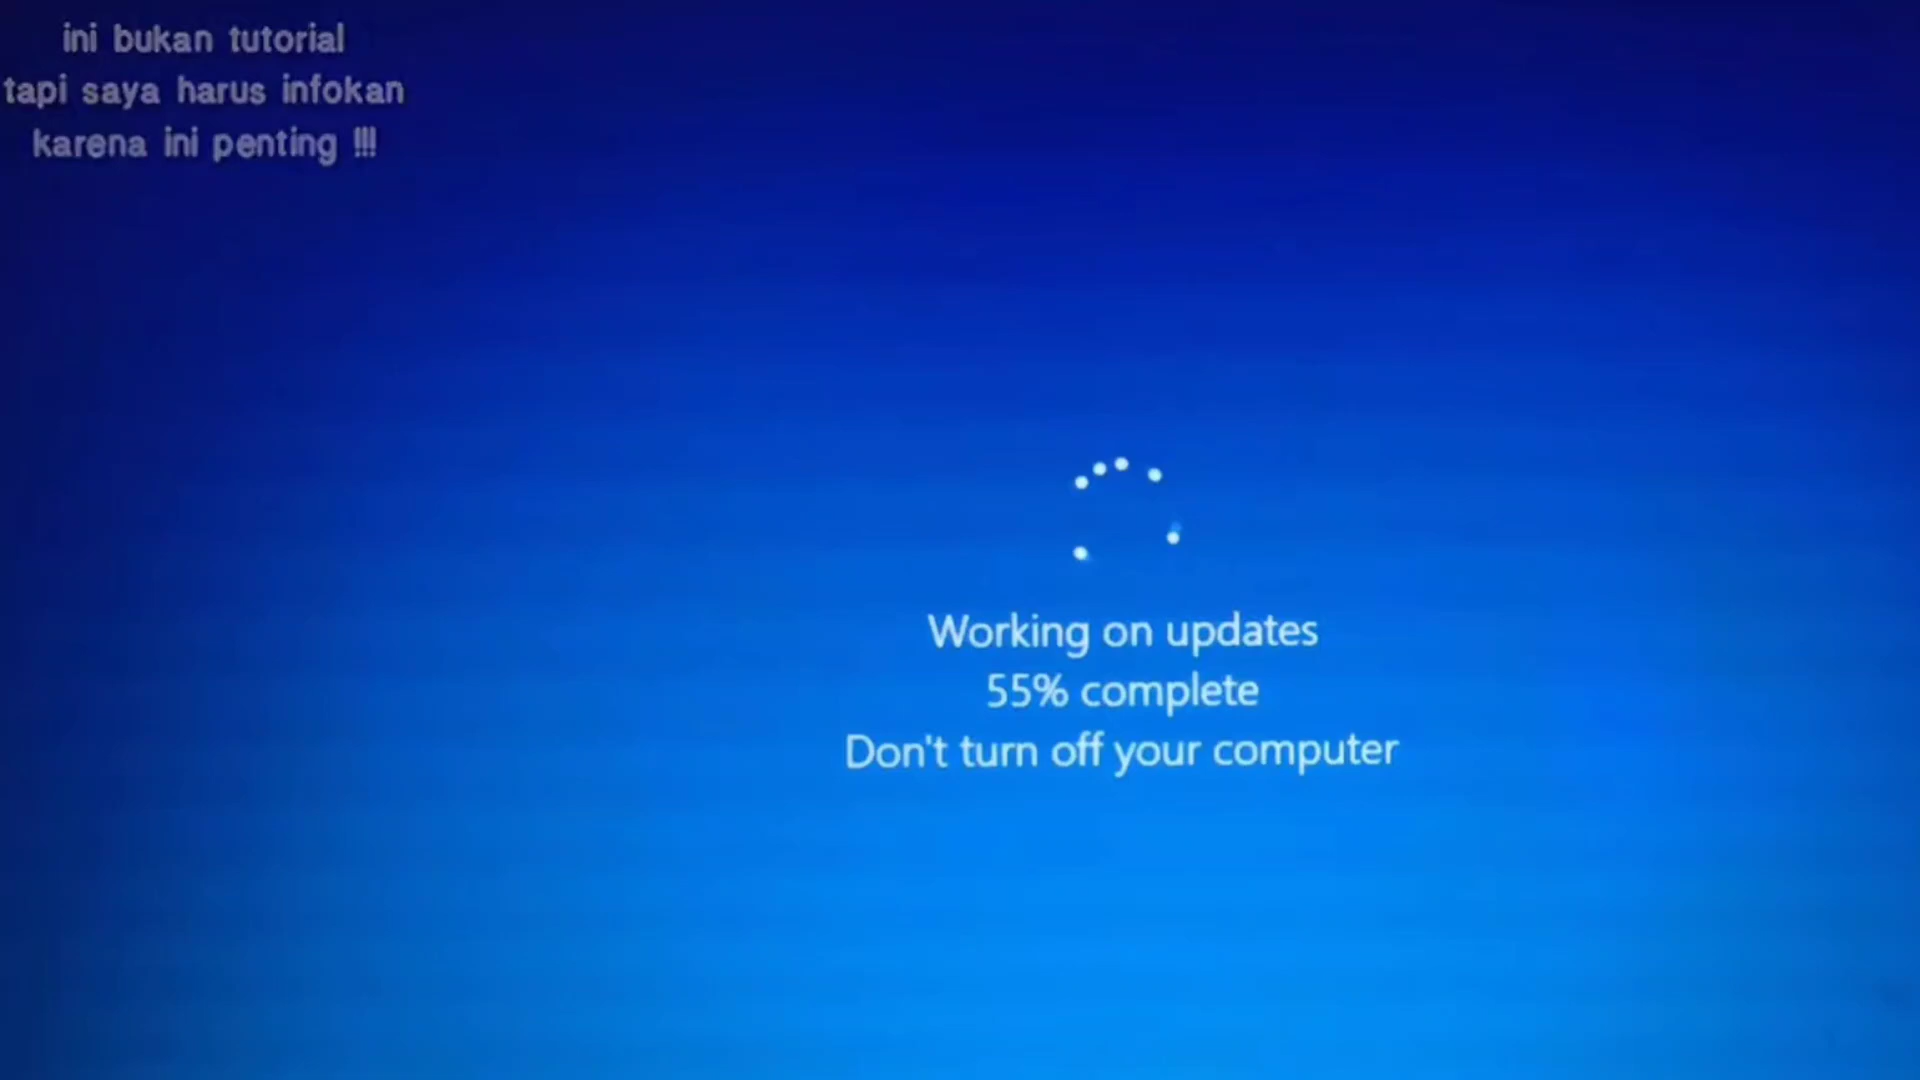 ini bukan tutorial
tapi saya harus infokan
karena ini penting !!!
Working on updates
55% complete
Don't turn off your computer